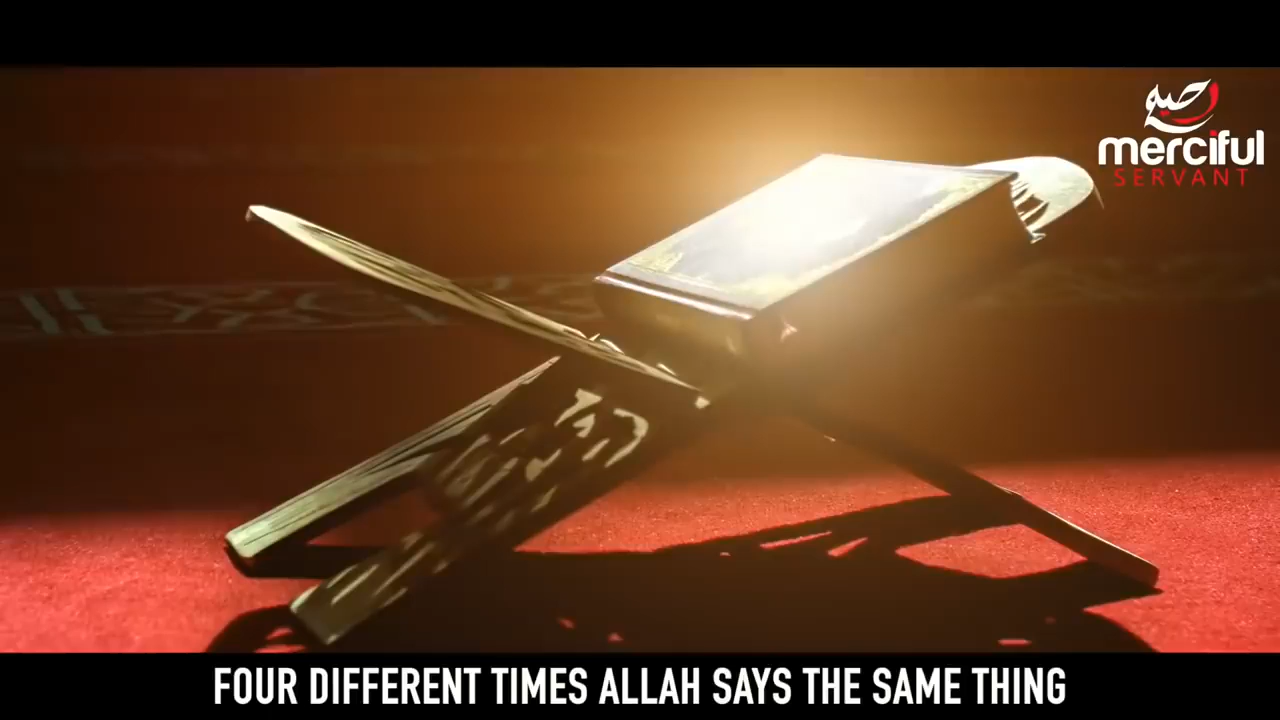 merciful
SERVANT
FOUR DIFFERENT TIMES ALLAH SAYS THE SAME THING